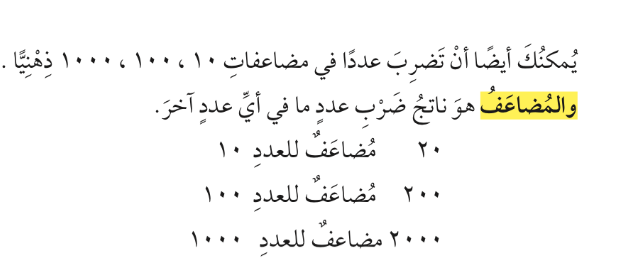 يُمكنُكَ أيضًا أنْ تَضرِبَ عددًا في مضاعفاتِ ١٠ ، ١٠٠ ، ١٠٠٠ ذِهْنِيًّا .
والمُضاعَفُ هوَ ناتجُ ضَرْبِ عددٍ ما في أيِّ عددٍ آخرَ.
٢٠ مُضاعَفٌ للعددِ ١٠
٢٠٠ مُضاعَفٌ للعددِ ١٠٠
٢٠٠٠ مضاعفٌ للعددِ ١٠٠٠